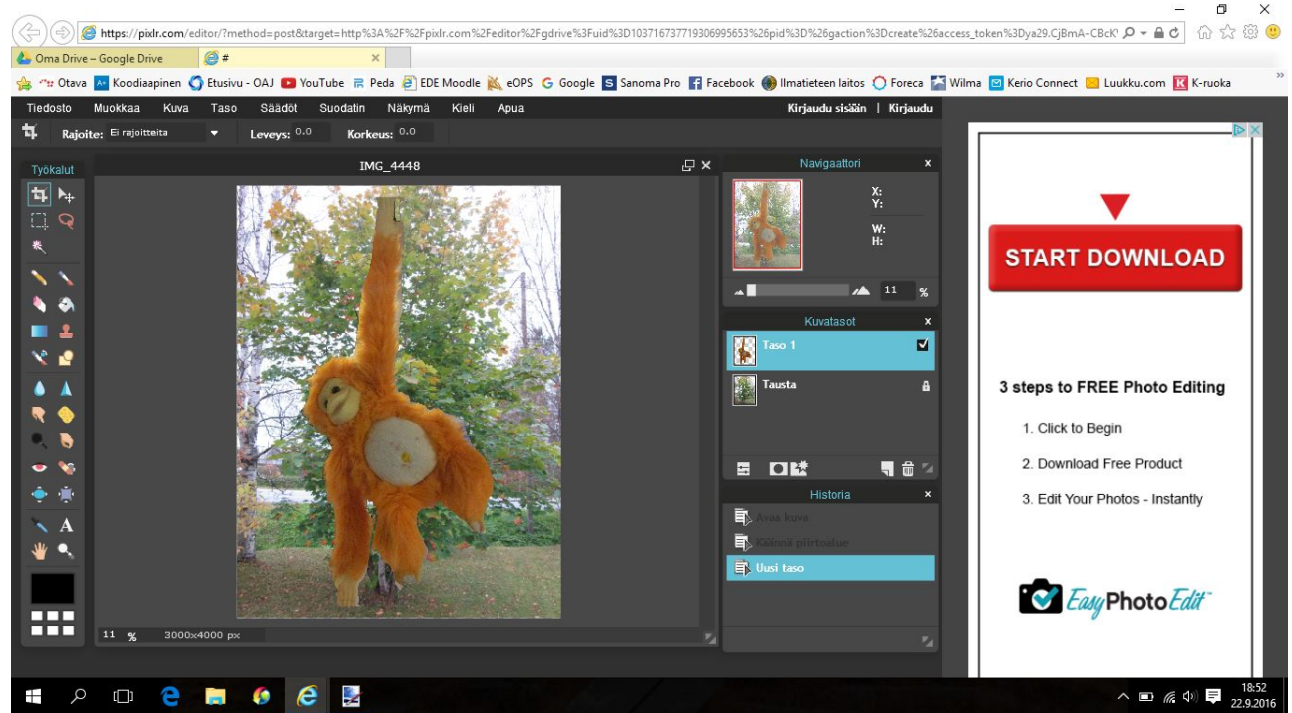 https://pixlr.com/editor/?method=post&target=http%3A%2F%2Fpixlr.com%2Feditor%2Fgdrive%3Fuid%3D103716737719306995653%26pid%3D%26gaction%3Dcreate%26access_token%3Dya29.CjBmA-CBcK
Oma Drive – Google Drive
#
Otava Koodiaapinen Etusivu - OAJ YouTube Peda EDE Moodle eOPS Google Sanoma Pro Facebook Ilmatieteen laitos Foreca Wilma Kerio Connect Luukku.com K-ruoka
Tiedosto Muokkaa Kuva Taso Säädöt Suodatin Näkymä Kieli Apua Kirjaudu sisään | Kirjaudu
Rajoite: Ei rajoitteita Leveys: 0.0 Korkeus: 0.0
Työkalut
IMG_4448
11 % 3000x4000 px
Navigaattori
X:
Y:
W:
H:
11 %
Kuvatasot
Taso 1
Tausta
Historia
Avaa kuva
Käännä piirtoalue
Uusi taso
START DOWNLOAD
3 steps to FREE Photo Editing
1. Click to Begin
2. Download Free Product
3. Edit Your Photos - Instantly
EasyPhotoEdit
18:52
22.9.2016